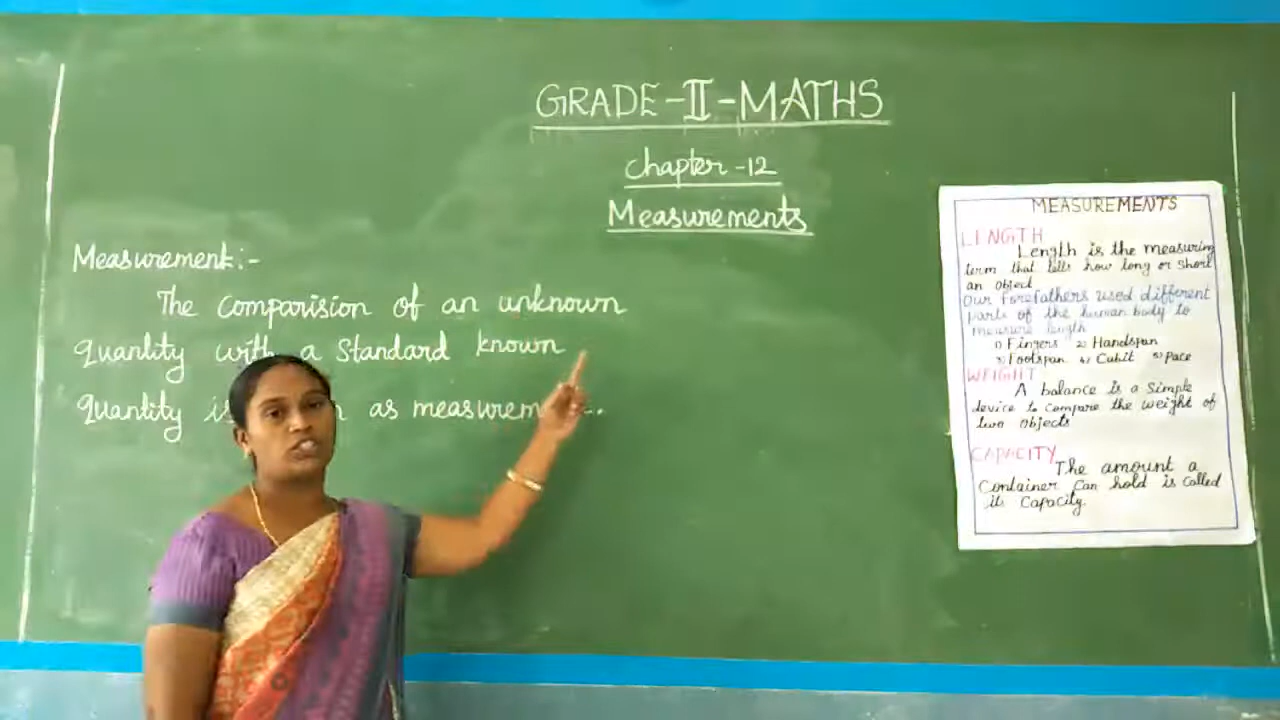 GRADE-II-MATHS
Chapter-12
Measurements
Measurement:-
The Comparision of an unknown
Quantity with a Standard known
Quantity as
MEASUREMENTS
LENGTH
Length is the measuring
term that tells how long or short
an object
Our Forefathers used different
parts of the human body to
measure length
1) Fingers 2) Handspan
3) Footspan 4) Cubit 5) Pace
WEIGHT
A balance is a simple
device to compare the weight of
two objects
CAPACITY
The amount a
Container can hold is called
its Capacity.